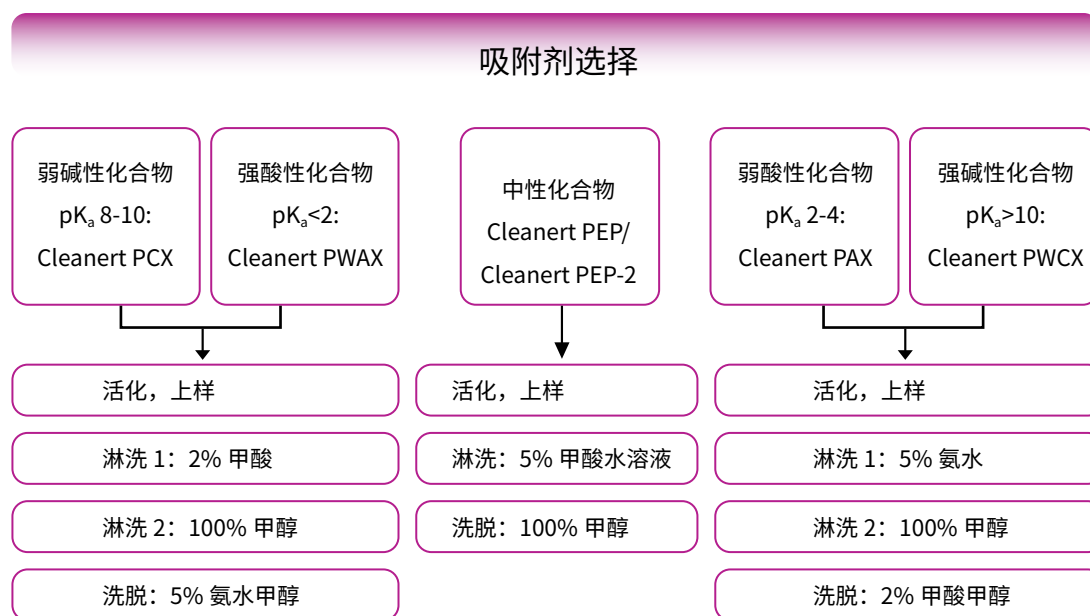 吸附剂选择
弱碱性化合物
pKa 8-10:
Cleanert PCX
强酸性化合物
pKa<2:
Cleanert PWAX
中性化合物
Cleanert PEP/
Cleanert PEP-2
弱酸性化合物
pKa 2-4:
Cleanert PAX
强碱性化合物
pKa>10:
Cleanert PWCX
活化，上样
淋洗 1：2% 甲酸
淋洗 2：100% 甲醇
洗脱：5% 氨水甲醇
活化，上样
淋洗：5% 甲酸水溶液
洗脱：100% 甲醇
活化，上样
淋洗 1：5% 氨水
淋洗 2：100% 甲醇
洗脱：2% 甲酸甲醇